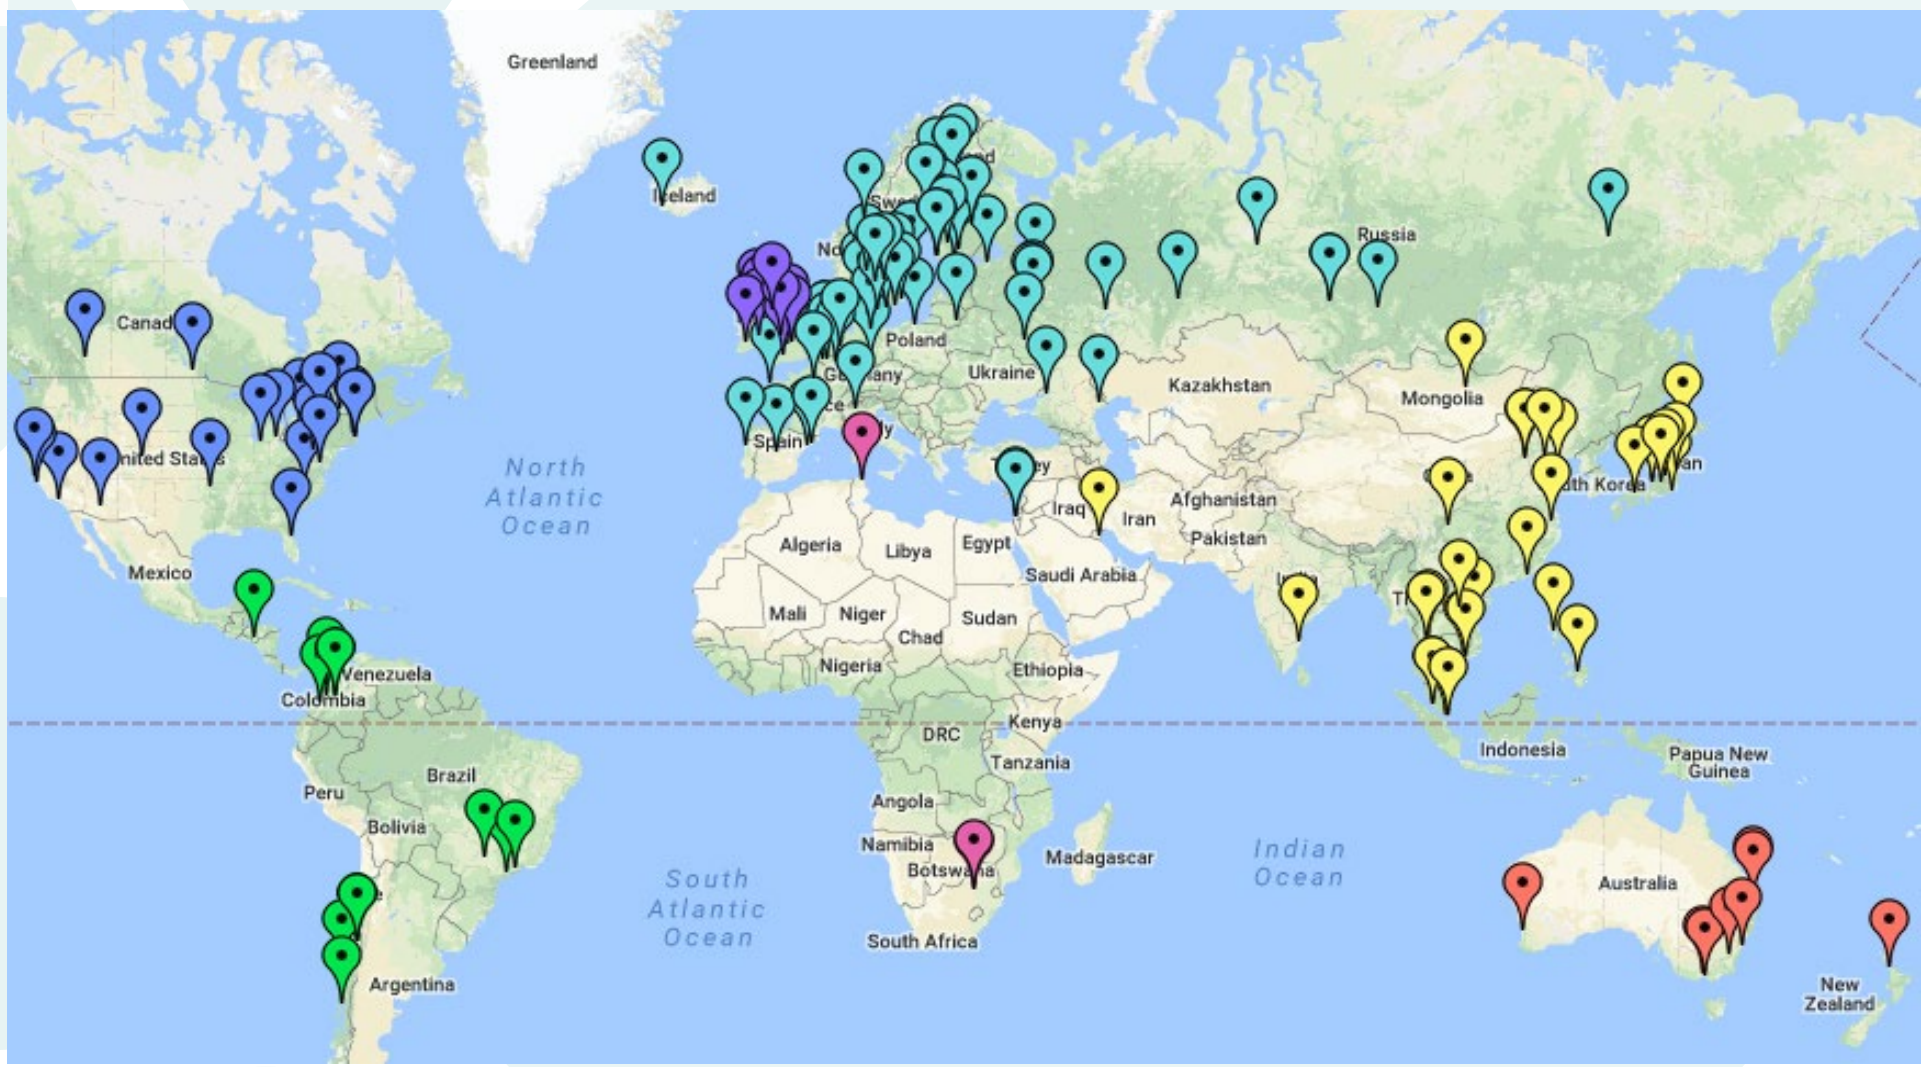 Greenland
Iceland
Russia
Canad
Poland
Ukraine
Kazakhstan
Mongolia
Spain
Iraq
Iran
Afghanistan
Pakistan
North
Atlantic
Ocean
Mexico
Algeria
Libya
Egypt
Saudi Arabia
Mali
Niger
Chad
Sudan
Nigeria
Ethiopia
Venezuela
Colombia
Kenya
DRC
Tanzania
Indonesia
Papua New
Guinea
Brazil
Peru
Bolivia
Angola
Namibia
Botswana
Madagascar
South
Atlantic
Ocean
Indian
Ocean
Australia
South Africa
Argentina
New
Zealand